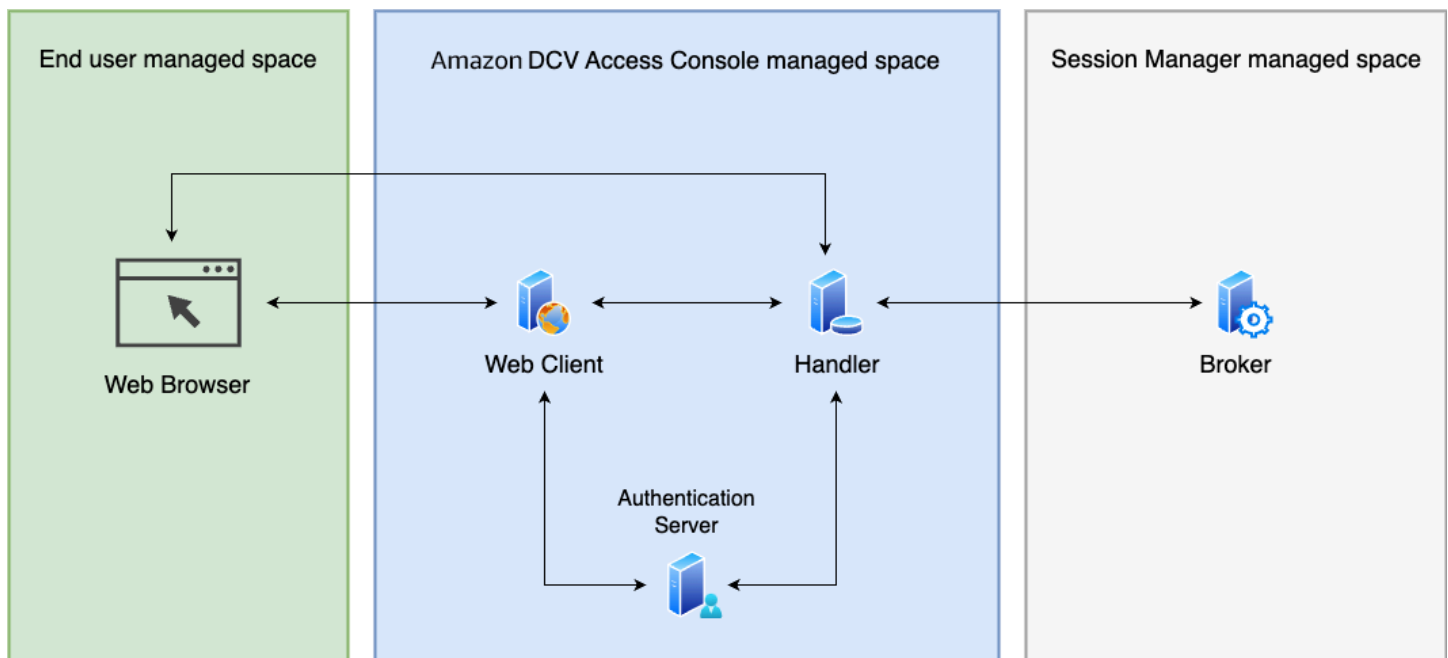 End user managed space
Amazon DCV Access Console managed space
Session Manager managed space
Web Browser
Web Client
Handler
Broker
Authentication
Server